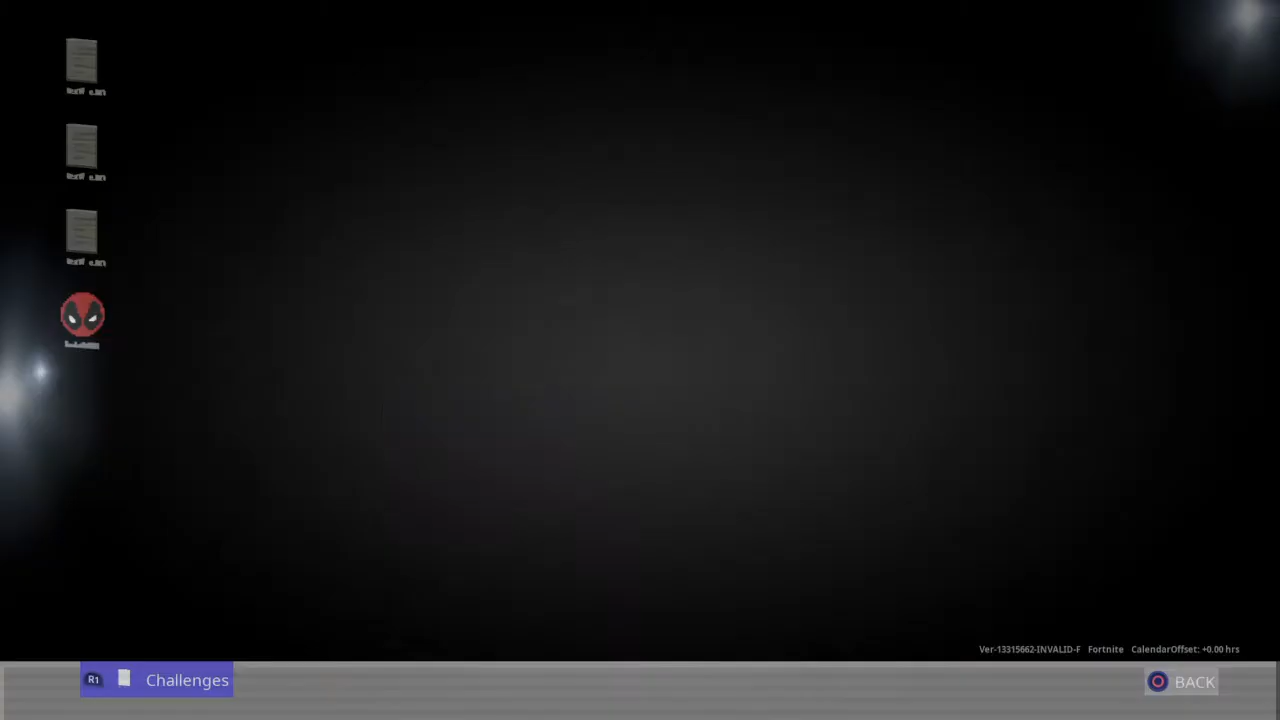 Ver-13315662-INVALID-F Fortnite CalendarOffset: +0.00 hrs
R1 Challenges
BACK